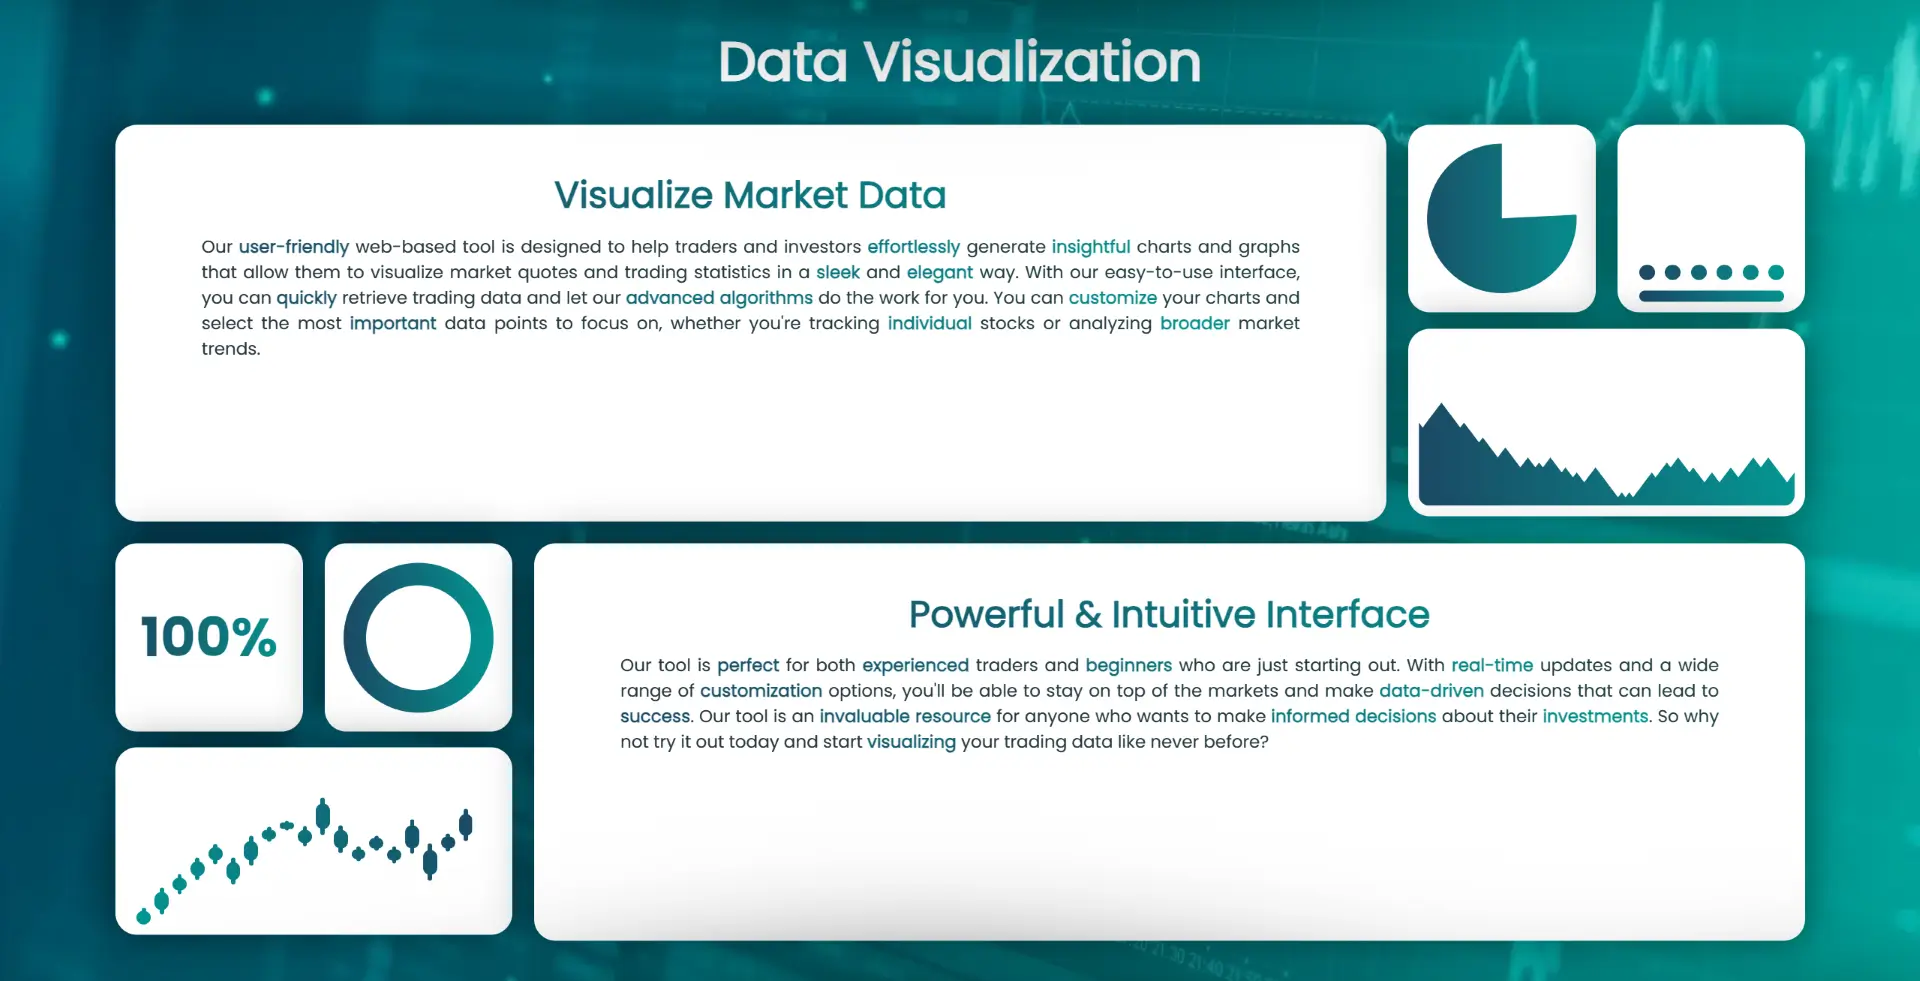 Data Visualization
Visualize Market Data
Our user-friendly web-based tool is designed to help traders and investors effortlessly generate insightful charts and graphs
that allow them to visualize market quotes and trading statistics in a sleek and elegant way. With our easy-to-use interface,
you can quickly retrieve trading data and let our advanced algorithms do the work for you. You can customize your charts and
select the most important data points to focus on, whether you're tracking individual stocks or analyzing broader market
trends.
100%
Powerful & Intuitive Interface
Our tool is perfect for both experienced traders and beginners who are just starting out. With real-time updates and a wide
range of customization options, you'll be able to stay on top of the markets and make data-driven decisions that can lead to
success. Our tool is an invaluable resource for anyone who wants to make informed decisions about their investments. So why
not try it out today and start visualizing your trading data like never before?
21:30 21:40